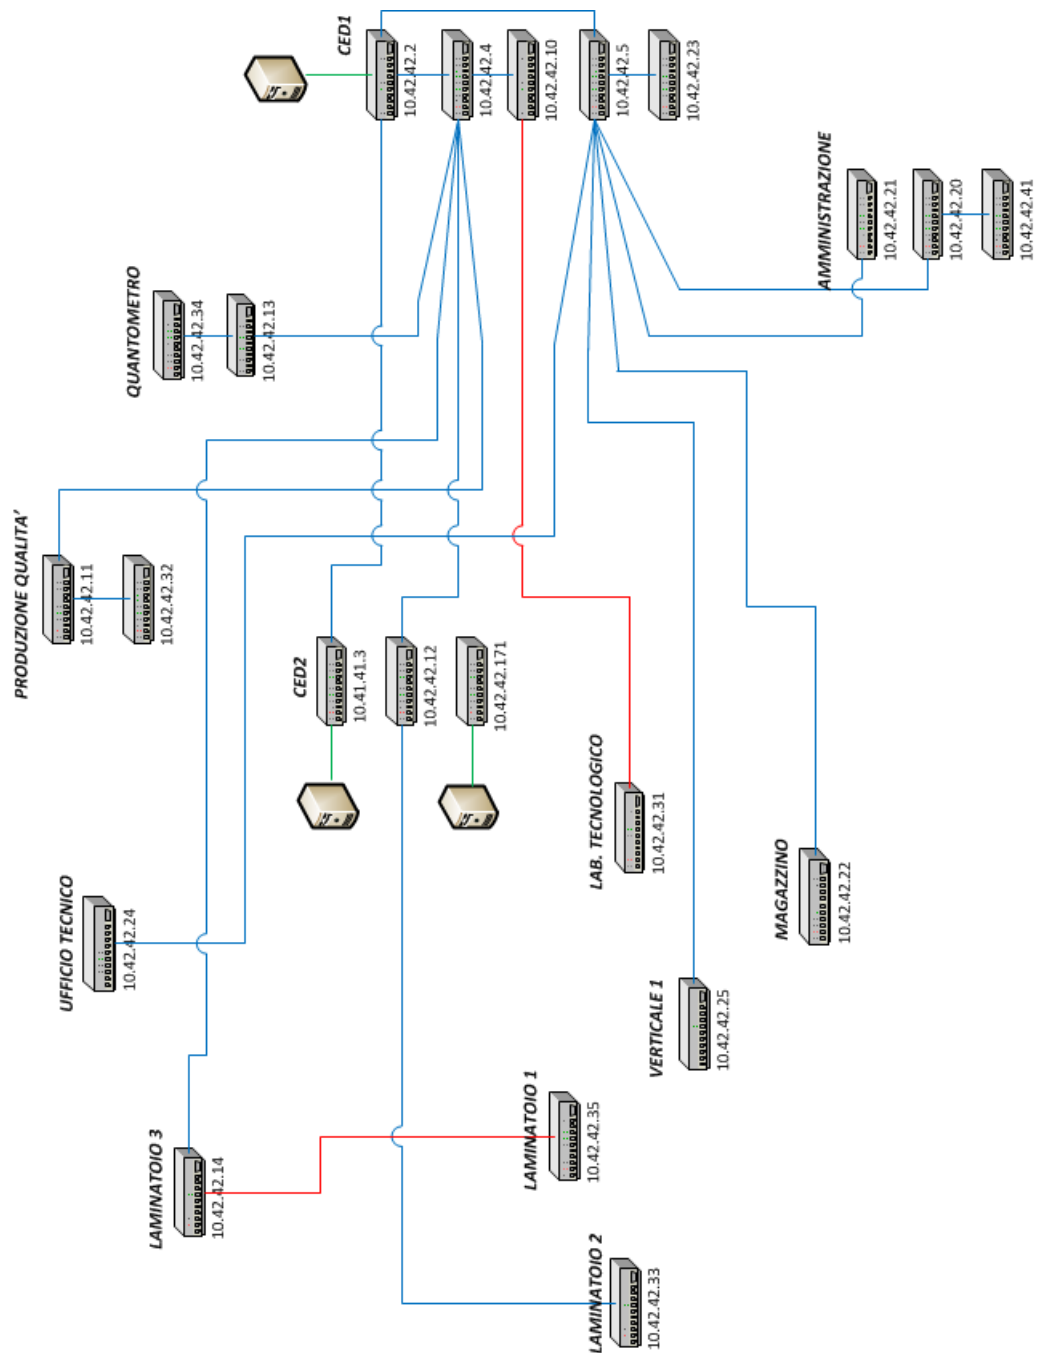 CED1
10.42.42.2
10.42.42.4
10.42.42.10
10.42.42.5
10.42.42.23
AMMINISTRAZIONE
10.42.42.21
10.42.42.20
10.42.42.41
QUANTOMETRO
10.42.42.34
10.42.42.13
PRODUZIONE QUALITA'
10.42.42.11
10.42.42.32
CED2
10.41.41.3
10.42.42.12
10.42.42.171
LAB. TECNOLOGICO
10.42.42.31
MAGAZZINO
10.42.42.22
UFFICIO TECNICO
10.42.42.24
VERTICALE 1
10.42.42.25
LAMINATOIO 3
10.42.42.14
LAMINATOIO 1
10.42.42.35
LAMINATOIO 2
10.42.42.33